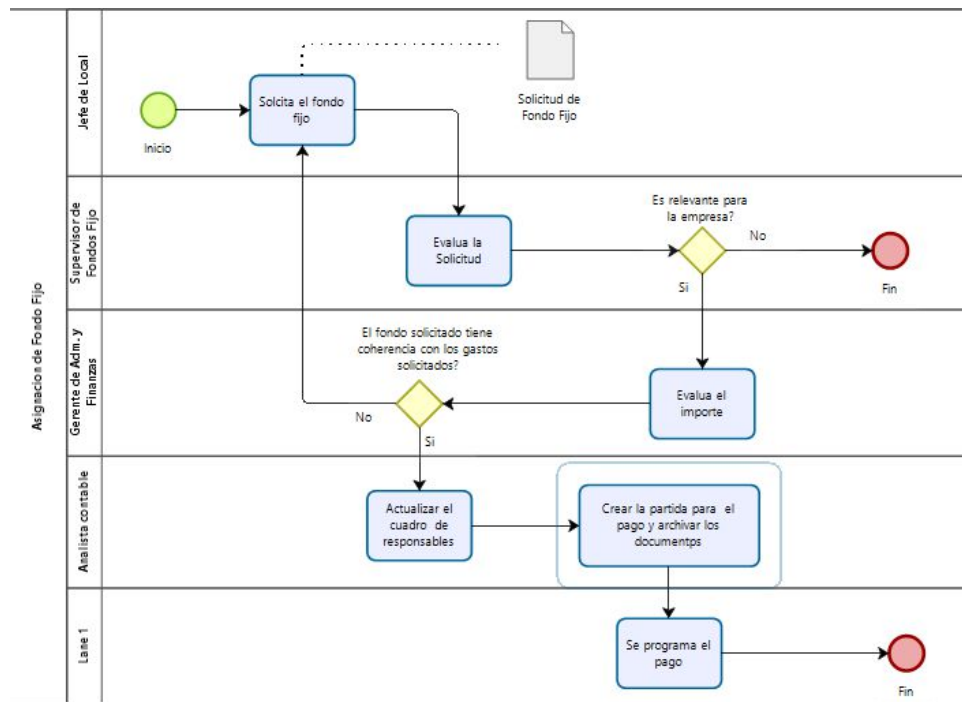 Asignacion de Fondo Fijo
Jefe de Local
Inicio
Solcita el fondo
fijo
Solicitud de
Fondo Fijo
Supervisor de
Fondos Fijo
Evalua la
Solicitud
Es relevante para
la empresa?
No
Si
Fin
Gerente de Adm. y
Finanzas
El fondo solicitado tiene
coherencia con los gastos
solicitados?
No
Si
Evalua el
importe
Analista contable
Actualizar el
cuadro de
responsables
Crear la partida para el
pago y archivar los
documentps
Lane 1
Se programa el
pago
Fin